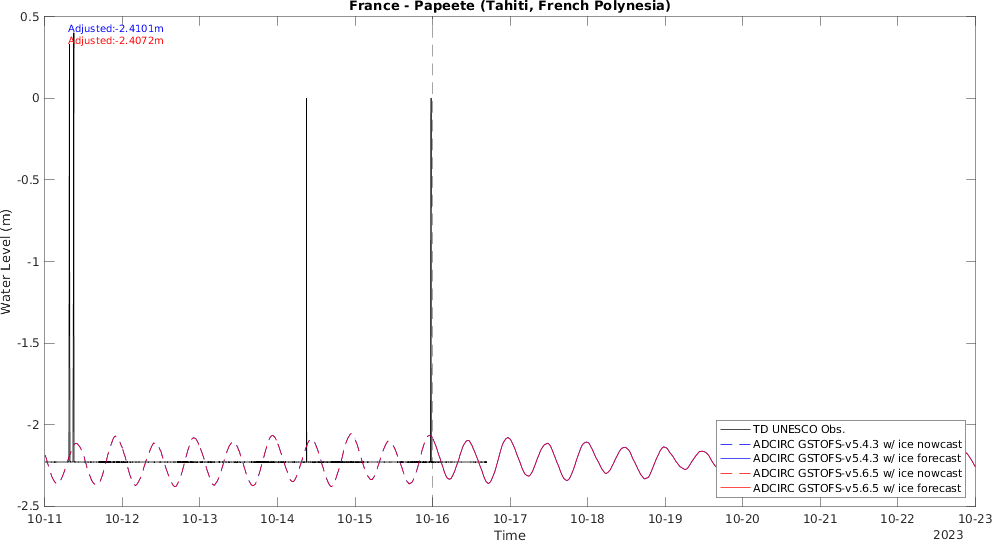 France - Papeete (Tahiti, French Polynesia)
Adjusted:-2.4101m
Adjusted:-2.4072m
0.5
0
-0.5
-1
-1.5
-2
-2.5
Water Level (m)
TD UNESCO Obs.
ADCIRC GSTOFS-v5.4.3 w/ ice nowcast
ADCIRC GSTOFS-v5.4.3 w/ ice forecast
ADCIRC GSTOFS-v5.6.5 w/ ice nowcast
ADCIRC GSTOFS-v5.6.5 w/ ice forecast
10-11 10-12 10-13 10-14 10-15 10-16 10-17 10-18 10-19 10-20 10-21 10-22 10-23
Time
2023